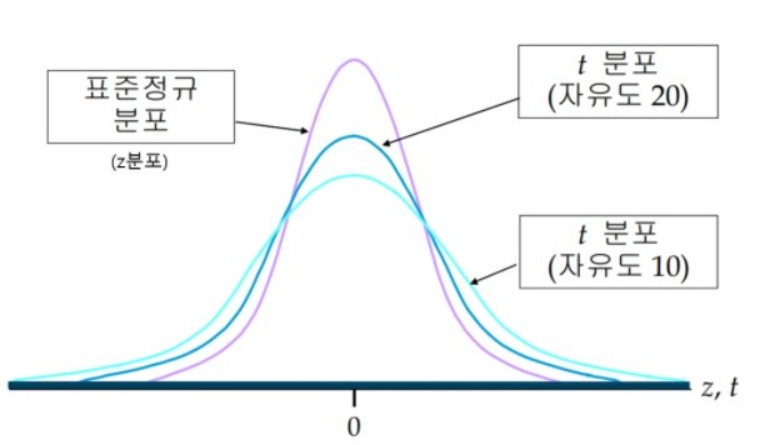 표준정규
분포
(z분포)
t 분포
(자유도 20)
t 분포
(자유도 10)
z, t
0